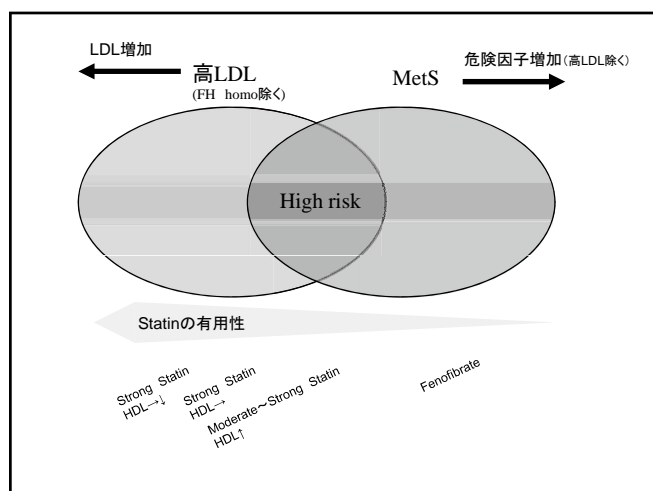 LDL増加
高LDL
(FH homo除く)
MetS
危険因子増加(高LDL除く)
High risk
Statinの有用性
Strong Statin
HDL→↓
Strong Statin
HDL→
Moderate～Strong Statin
HDL↑
Fenofibrate